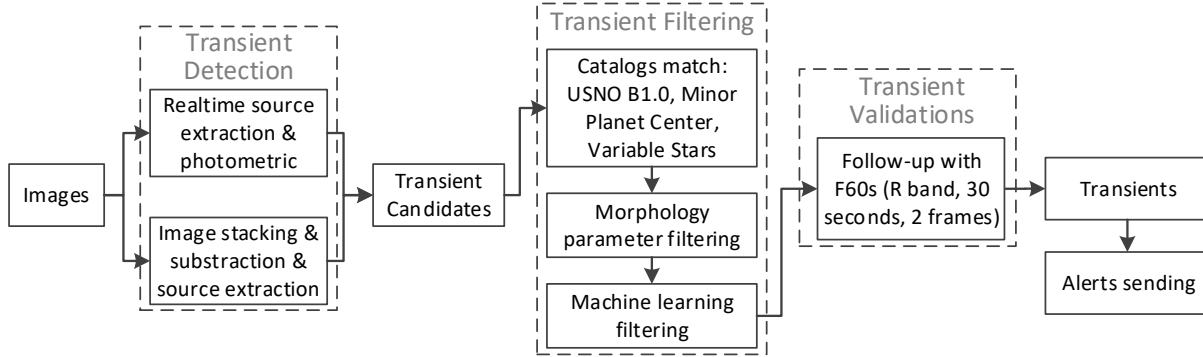 Images
Transient
Detection
Realtime source
extraction &
photometric
Image stacking &
substraction &
source extraction
Transient
Candidates
Transient Filtering
Catalogs match:
USNO B1.0, Minor
Planet Center,
Variable Stars
Morphology
parameter filtering
Machine learning
filtering
Transient
Validations
Follow-up with
F60s (R band, 30
seconds, 2 frames)
Transients
Alerts sending